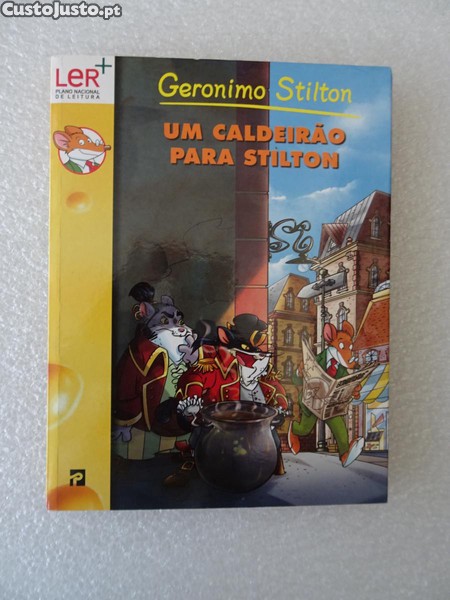 CustoJusto.pt
LeR+
PLANO NACIONAL
DE LEITURA
Geronimo Stilton
UM CALDEIRÃO
PARA STILTON